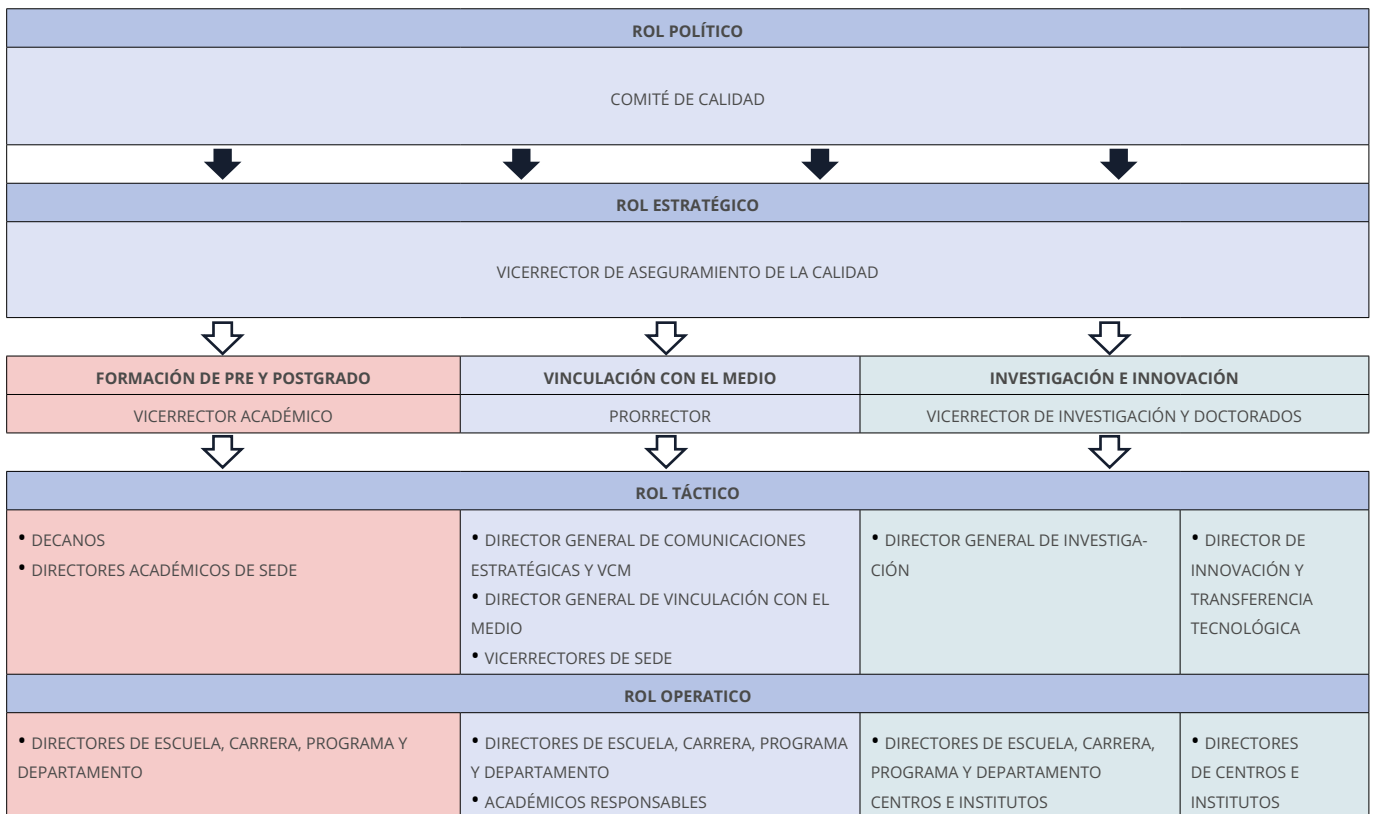 ROL POLÍTICO
COMITÉ DE CALIDAD
ROL ESTRATÉGICO
VICERRECTOR DE ASEGURAMIENTO DE LA CALIDAD
FORMACIÓN DE PRE Y POSTGRADO
VINCULACIÓN CON EL MEDIO
INVESTIGACIÓN E INNOVACIÓN
VICERRECTOR ACADÉMICO
PRORRECTOR
VICERRECTOR DE INVESTIGACIÓN Y DOCTORADOS
ROL TÁCTICO
• DECANOS
• DIRECTORES ACADÉMICOS DE SEDE
• DIRECTOR GENERAL DE COMUNICACIONES
ESTRATÉGICAS Y VCM
• DIRECTOR GENERAL DE VINCULACIÓN CON EL
MEDIO
• VICERRECTORES DE SEDE
• DIRECTOR GENERAL DE INVESTIGA-
CIÓN
• DIRECTOR DE
INNOVACIÓN Y
TRANSFERENCIA
TECNOLÓGICA
ROL OPERATICO
• DIRECTORES DE ESCUELA, CARRERA, PROGRAMA Y
DEPARTAMENTO
• DIRECTORES DE ESCUELA, CARRERA, PROGRAMA
Y DEPARTAMENTO
• ACADÉMICOS RESPONSABLES
• DIRECTORES DE ESCUELA, CARRERA,
PROGRAMA Y DEPARTAMENTO
CENTROS E INSTITUTOS
• DIRECTORES
DE CENTROS E
INSTITUTOS